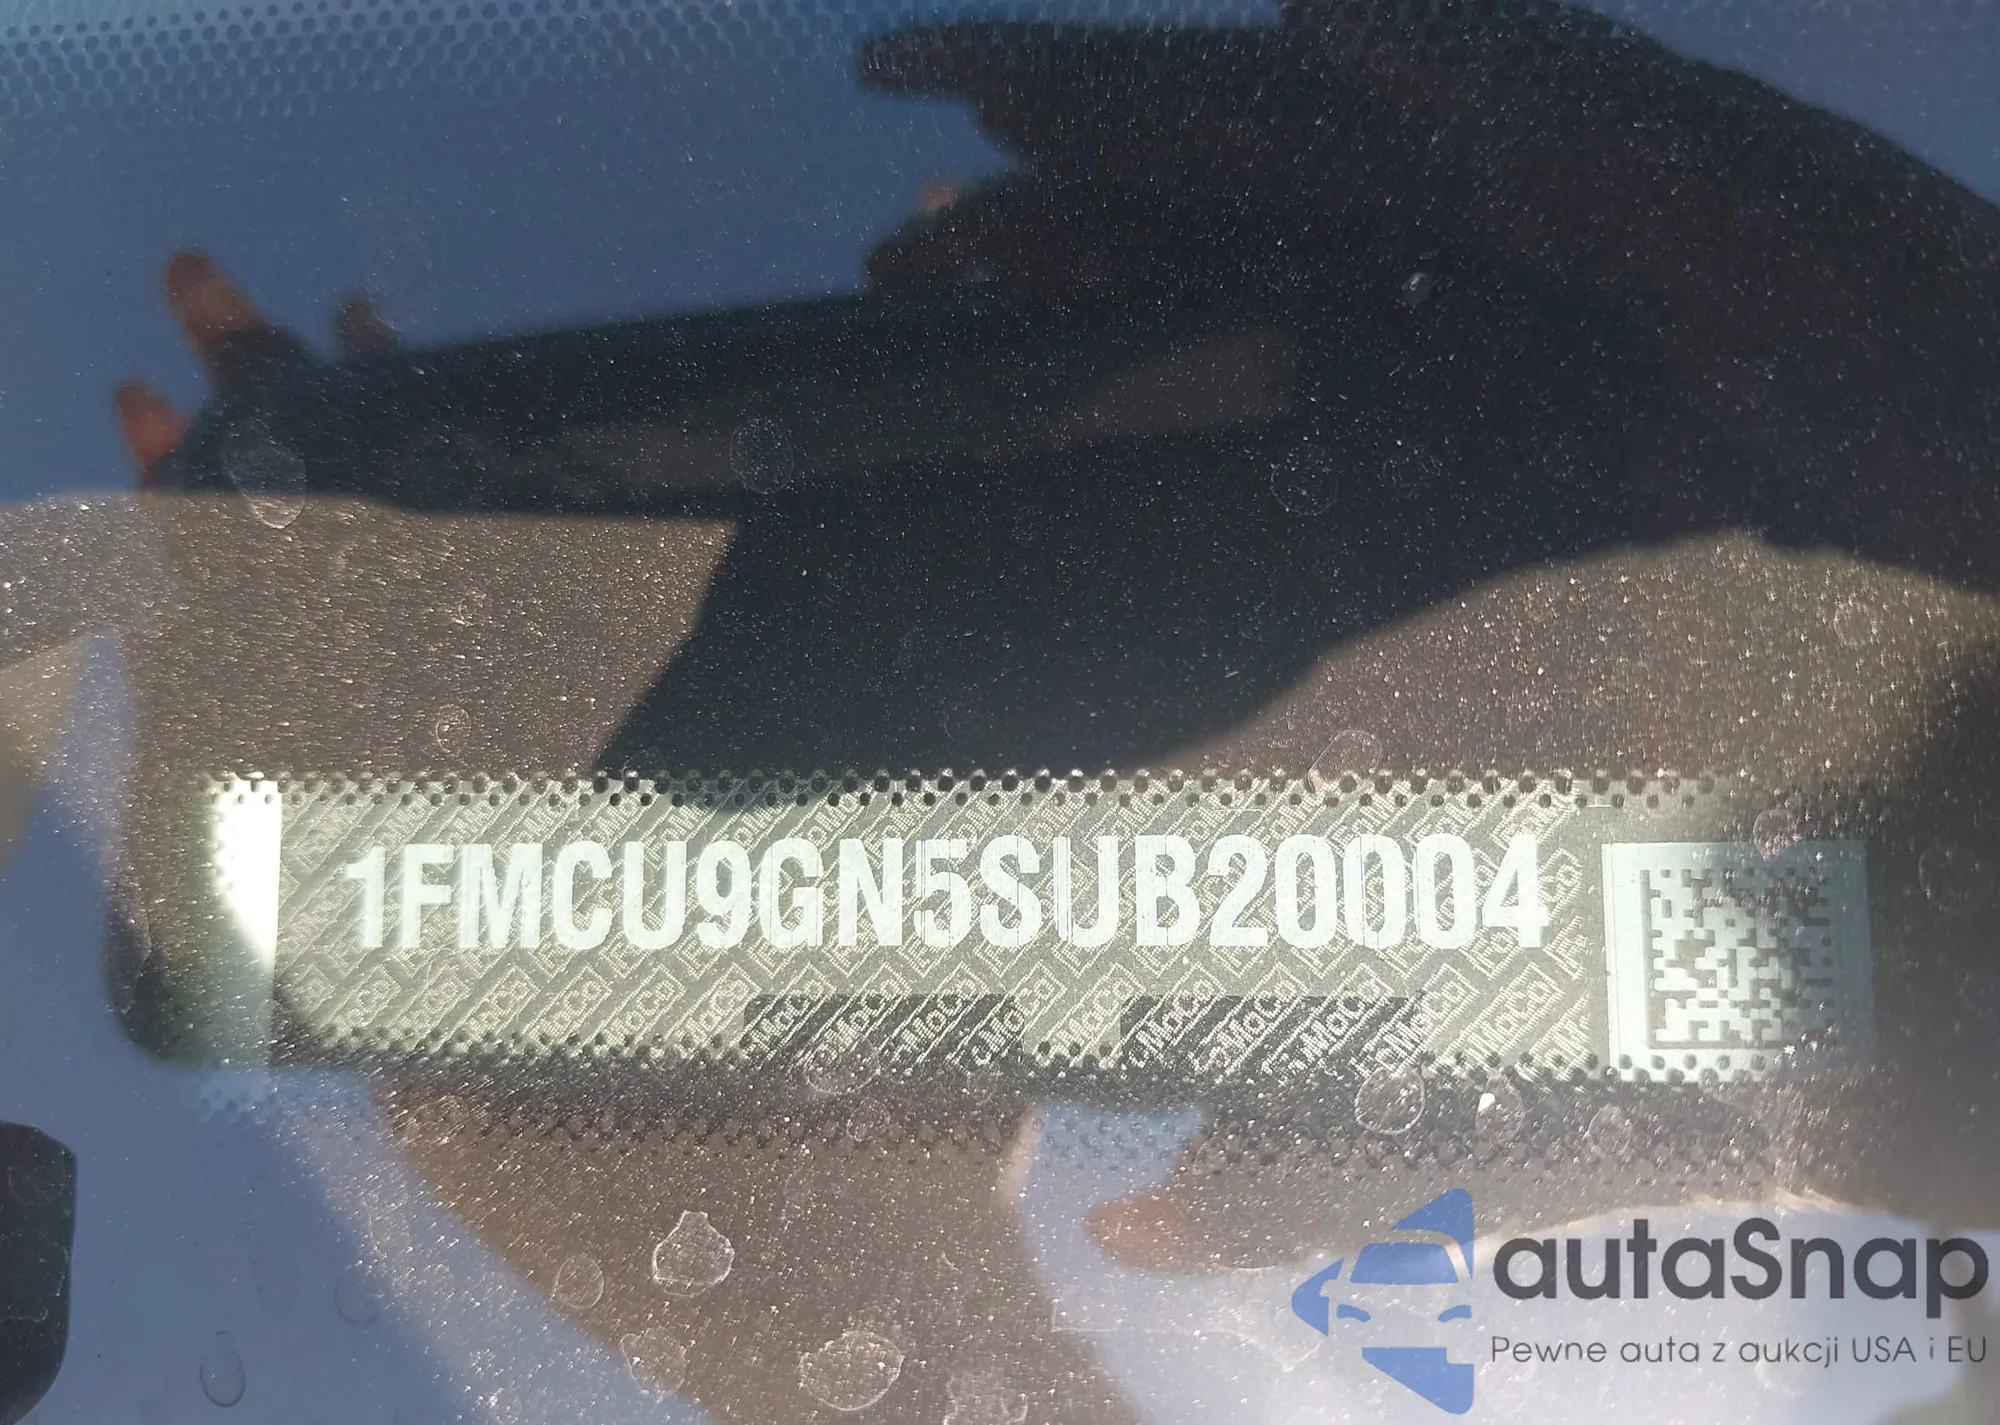 1FMCU9GN5SUB20004
autaSnap
Pewne auta z aukcji USA i EU